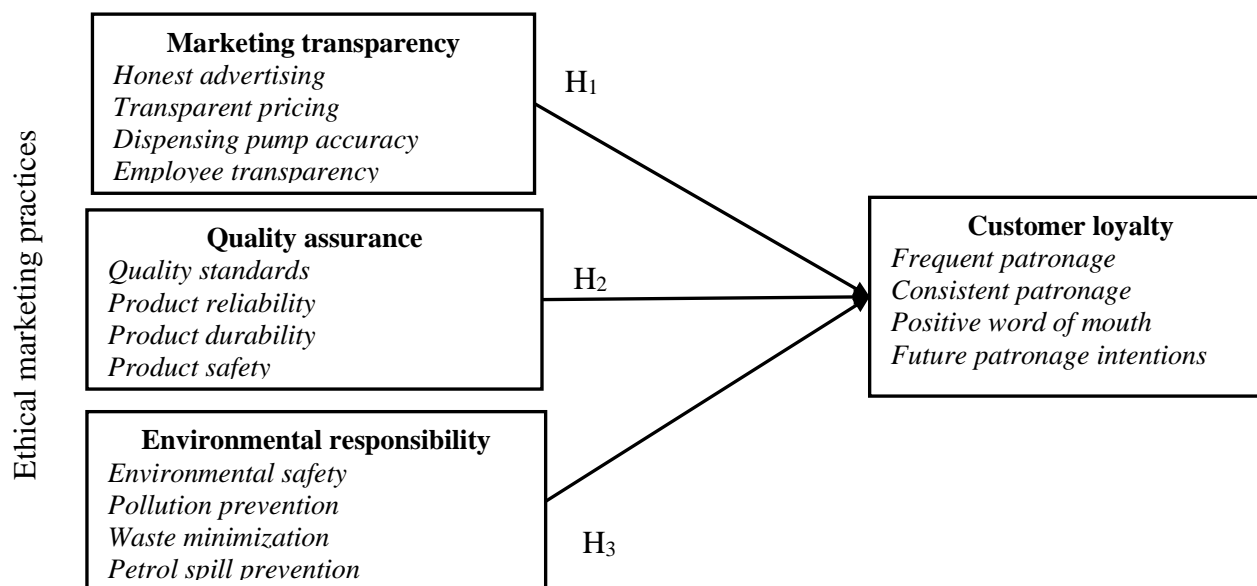 Ethical marketing practices
Marketing transparency
Honest advertising
Transparent pricing
Dispensing pump accuracy
Employee transparency
H₁
Quality assurance
Quality standards
Product reliability
Product durability
Product safety
H₂
Environmental responsibility
Environmental safety
Pollution prevention
Waste minimization
Petrol spill prevention
H₃
Customer loyalty
Frequent patronage
Consistent patronage
Positive word of mouth
Future patronage intentions